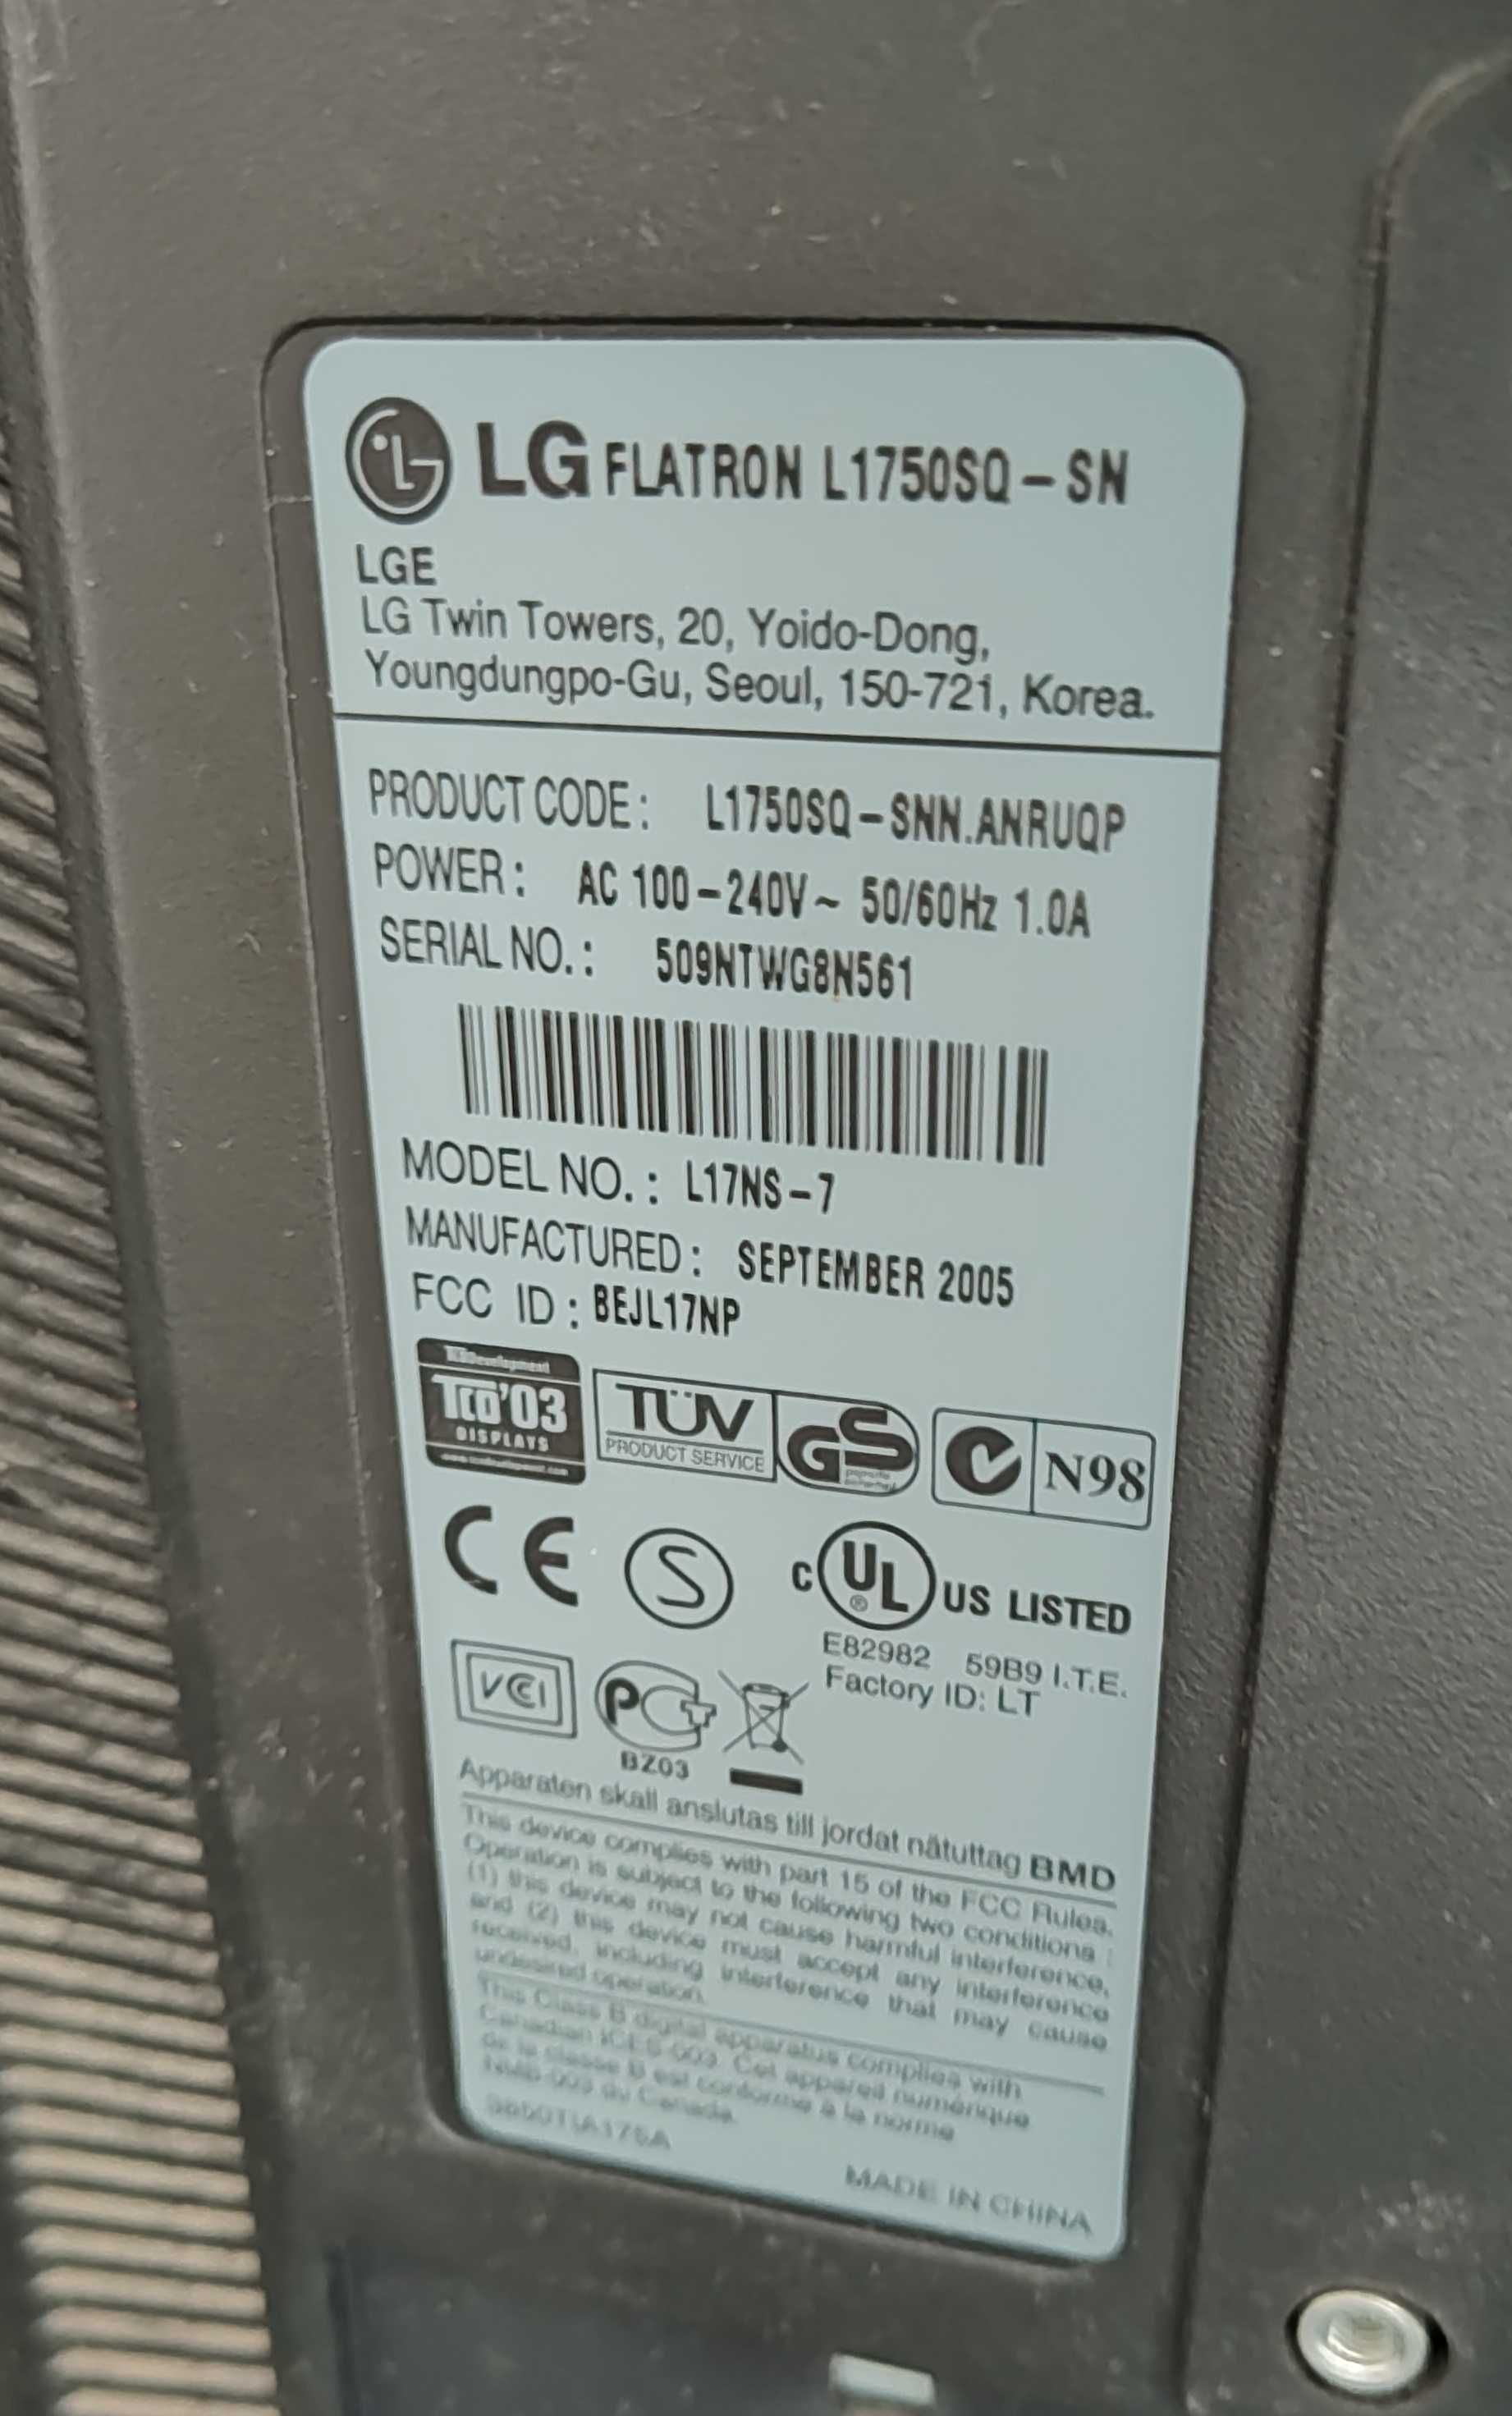 LG FLATRON L1750SQ-SN
LGE
LG Twin Towers, 20, Yoido-Dong,
Youngdungpo-Gu, Seoul, 150-721, Korea.
PRODUCT CODE: L1750SQ-SNN.ANRUQP
POWER: AC 100-240V~ 50/60Hz 1.0A
SERIAL NO.: 509NTWG8N561
MODEL NO.: L17NS-7
MANUFACTURED: SEPTEMBER 2005
FCC ID: BEJL17NP
TCO Development
TCO'03
DISPLAYS
TÜV
PRODUCT SERVICE
GS
N98
CE
S
c UL ® US LISTED
E82982 59B9 I.T.E.
Factory ID: LT
VCCI
PCT
BZ03
Apparaten skall anslutas till jordat nätuttag BMD
This device complies with part 15 of the FCC Rules.
Operation is subject to the following two conditions :
(1) this device may not cause harmful interference,
and (2) this device must accept any interference
received, including interference that may cause
undesired operation.
This Class B digital apparatus complies with
Canadian ICES-003. Cet appareil numérique
de la classe B est conforme à la norme
NMB-003 du Canada.
MADE IN CHINA